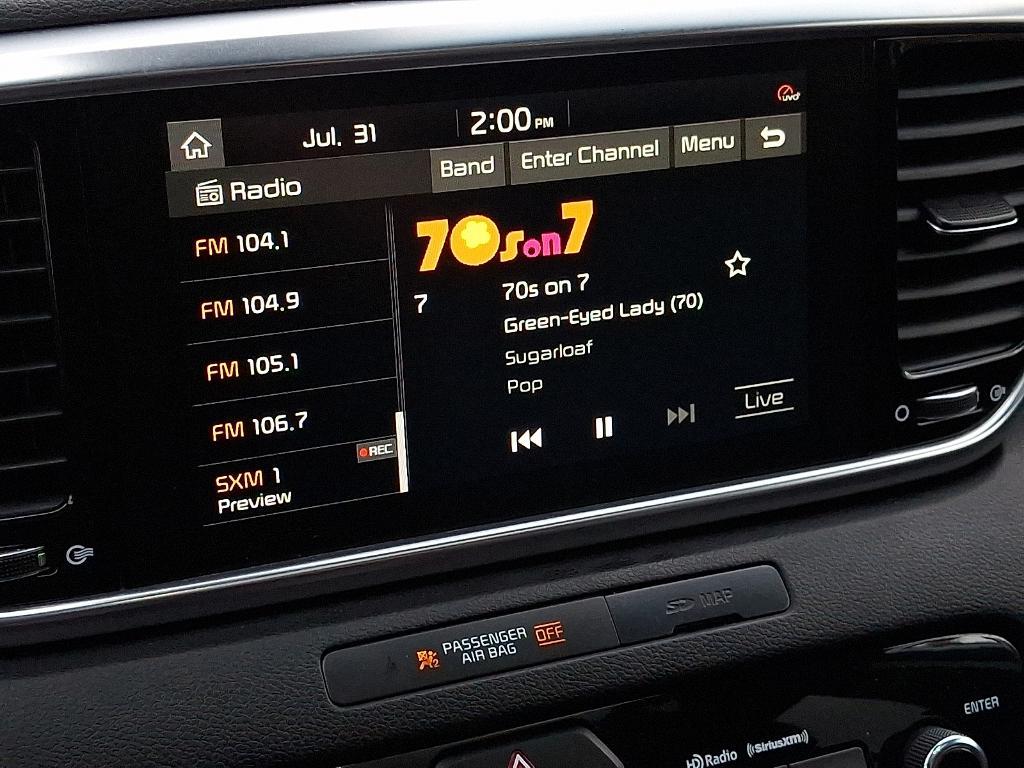 Jul. 31
2:00 PM
UVO
Radio
Band
Enter Channel
Menu
FM 104.1
FM 104.9
FM 105.1
FM 106.7
REC
SXM 1
Preview
70s on 7
7
70s on 7
Green-Eyed Lady (70)
Sugarloaf
Pop
Live
2 PASSENGER
AIR BAG
OFF
SD MAP
HD Radio
((SiriusXM))
ENTER